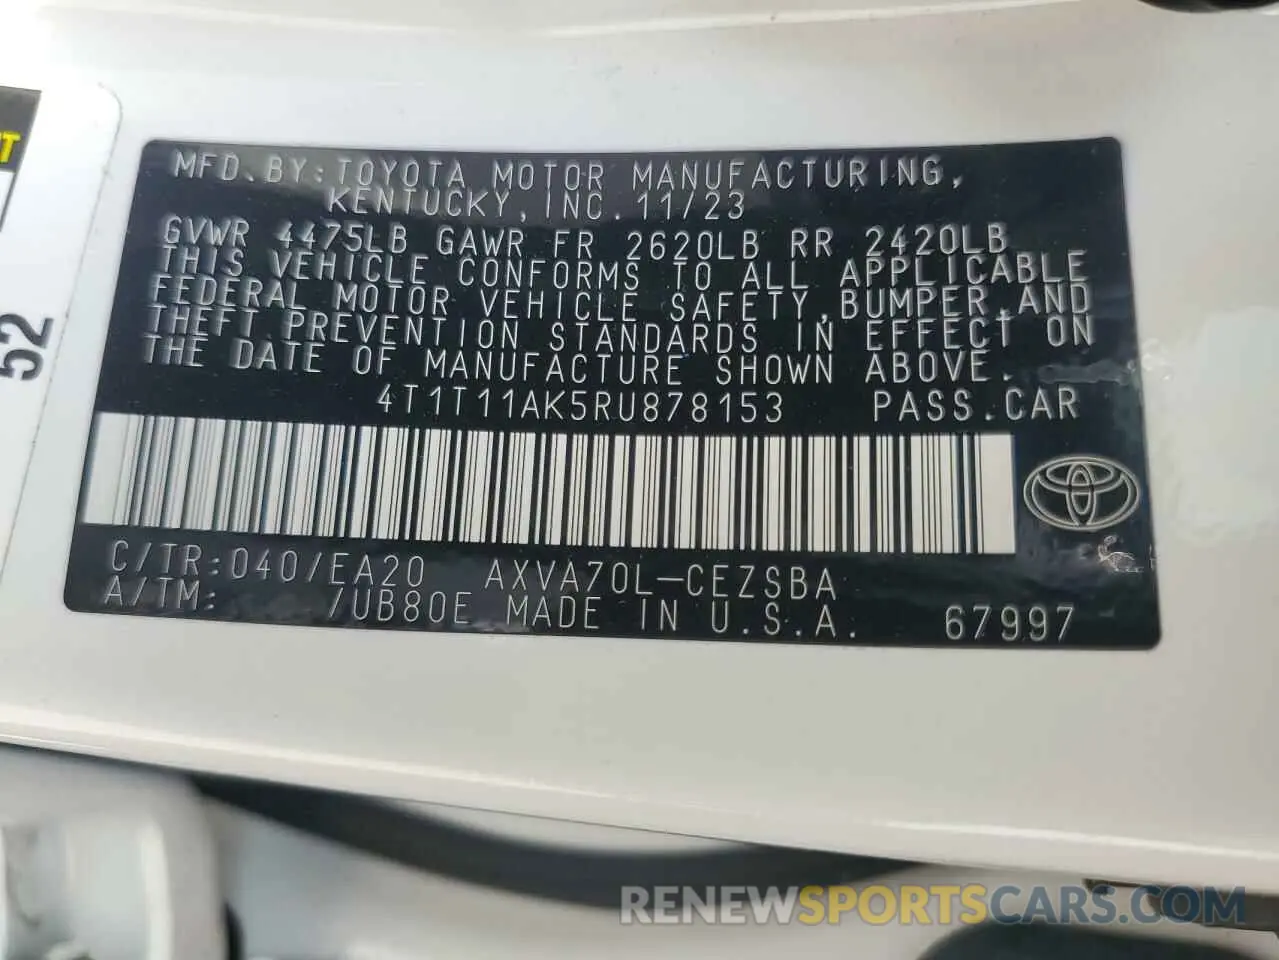 MFD. BY: TOYOTA MOTOR MANUFACTURING,
KENTUCKY, INC. 11/23
GVWR 4475LB GAWR FR 2620LB RR 2420LB
THIS VEHICLE CONFORMS TO ALL APPLICABLE
FEDERAL MOTOR VEHICLE SAFETY, BUMPER, AND
THEFT PREVENTION STANDARDS IN EFFECT ON
THE DATE OF MANUFACTURE SHOWN ABOVE.
4T1T11AK5RU878153 PASS. CAR
C/TR: 040/EA20 AXVA70L-CEZSBA
A/TM: /UB80E MADE IN U.S.A. 67997
52
RENEWSPORTSCARS.COM